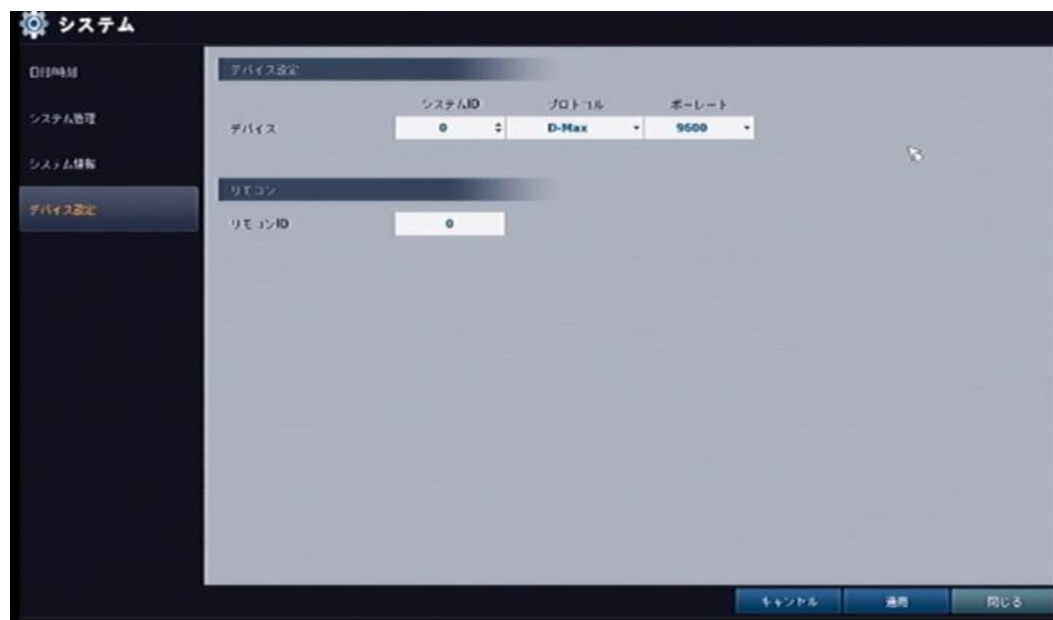 システム
日付/時刻
システム管理
システム情報
デバイス設定
デバイス設定
システムID プロトコル ボーレート
デバイス 0 D-Max 9600
リモコン
リモコンID 0
キャンセル 適用 閉じる